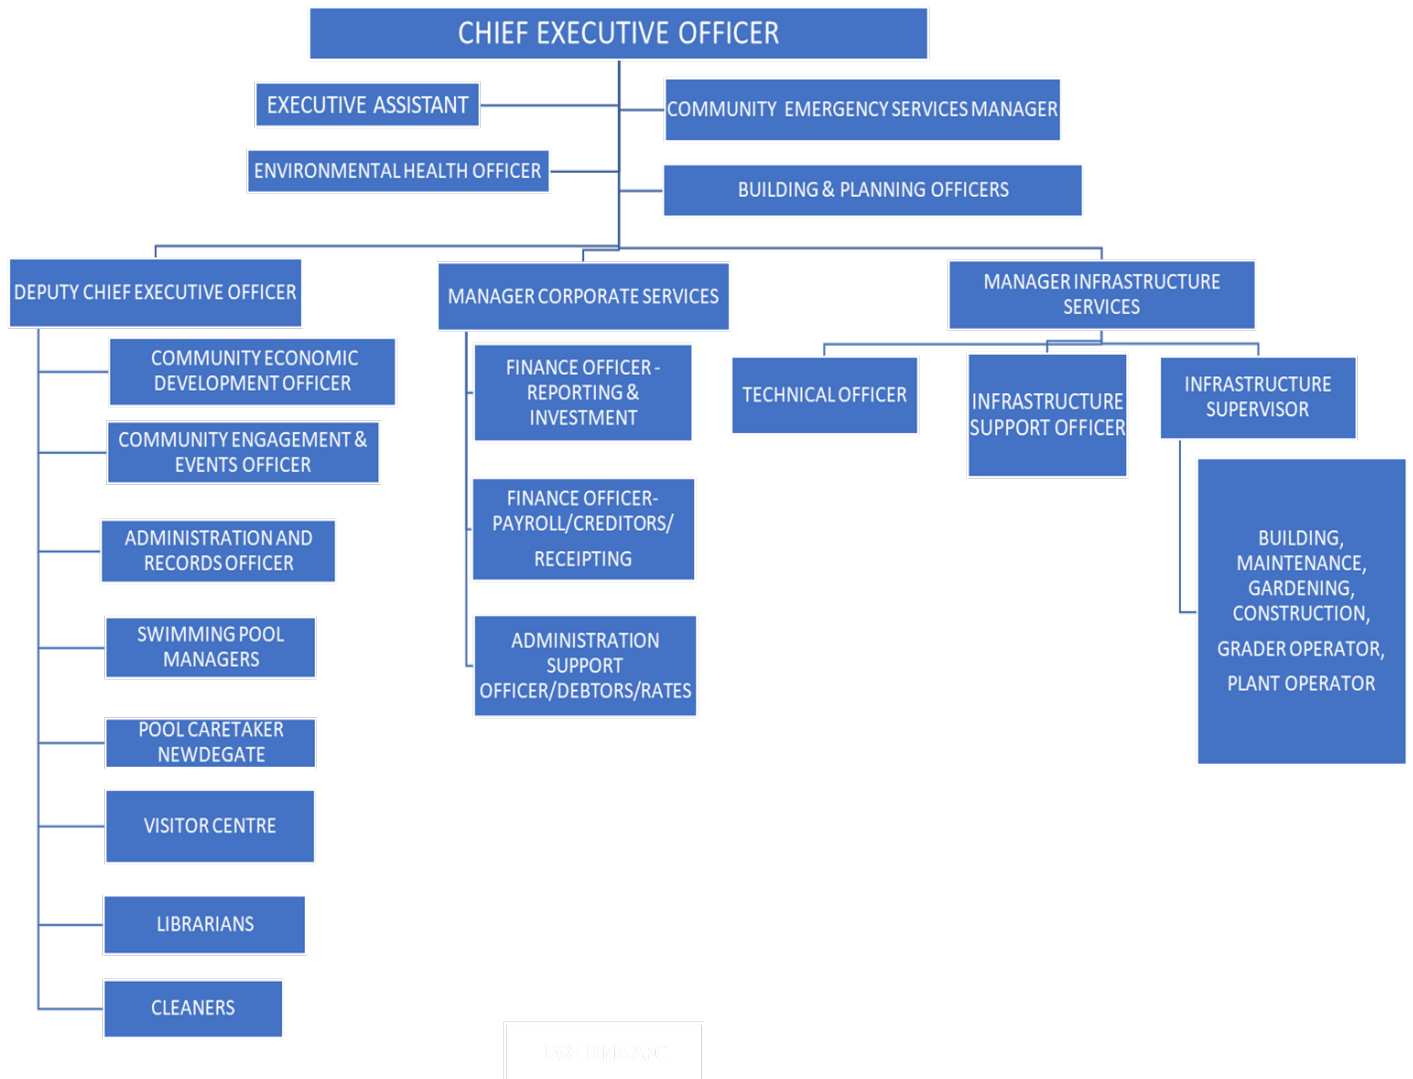 CHIEF EXECUTIVE OFFICER
EXECUTIVE ASSISTANT
COMMUNITY EMERGENCY SERVICES MANAGER
ENVIRONMENTAL HEALTH OFFICER
BUILDING & PLANNING OFFICERS
DEPUTY CHIEF EXECUTIVE OFFICER
COMMUNITY ECONOMIC
DEVELOPMENT OFFICER
COMMUNITY ENGAGEMENT &
EVENTS OFFICER
ADMINISTRATION AND
RECORDS OFFICER
SWIMMING POOL
MANAGERS
POOL CARETAKER
NEWDEGATE
VISITOR CENTRE
LIBRARIANS
CLEANERS
MANAGER CORPORATE SERVICES
FINANCE OFFICER -
REPORTING &
INVESTMENT
FINANCE OFFICER-
PAYROLL/CREDITORS/
RECEIPTING
ADMINISTRATION
SUPPORT
OFFICER/DEBTORS/RATES
MANAGER INFRASTRUCTURE
SERVICES
TECHNICAL OFFICER
INFRASTRUCTURE
SUPPORT OFFICER
INFRASTRUCTURE
SUPERVISOR
BUILDING,
MAINTENANCE,
GARDENING,
CONSTRUCTION,
GRADER OPERATOR,
PLANT OPERATOR